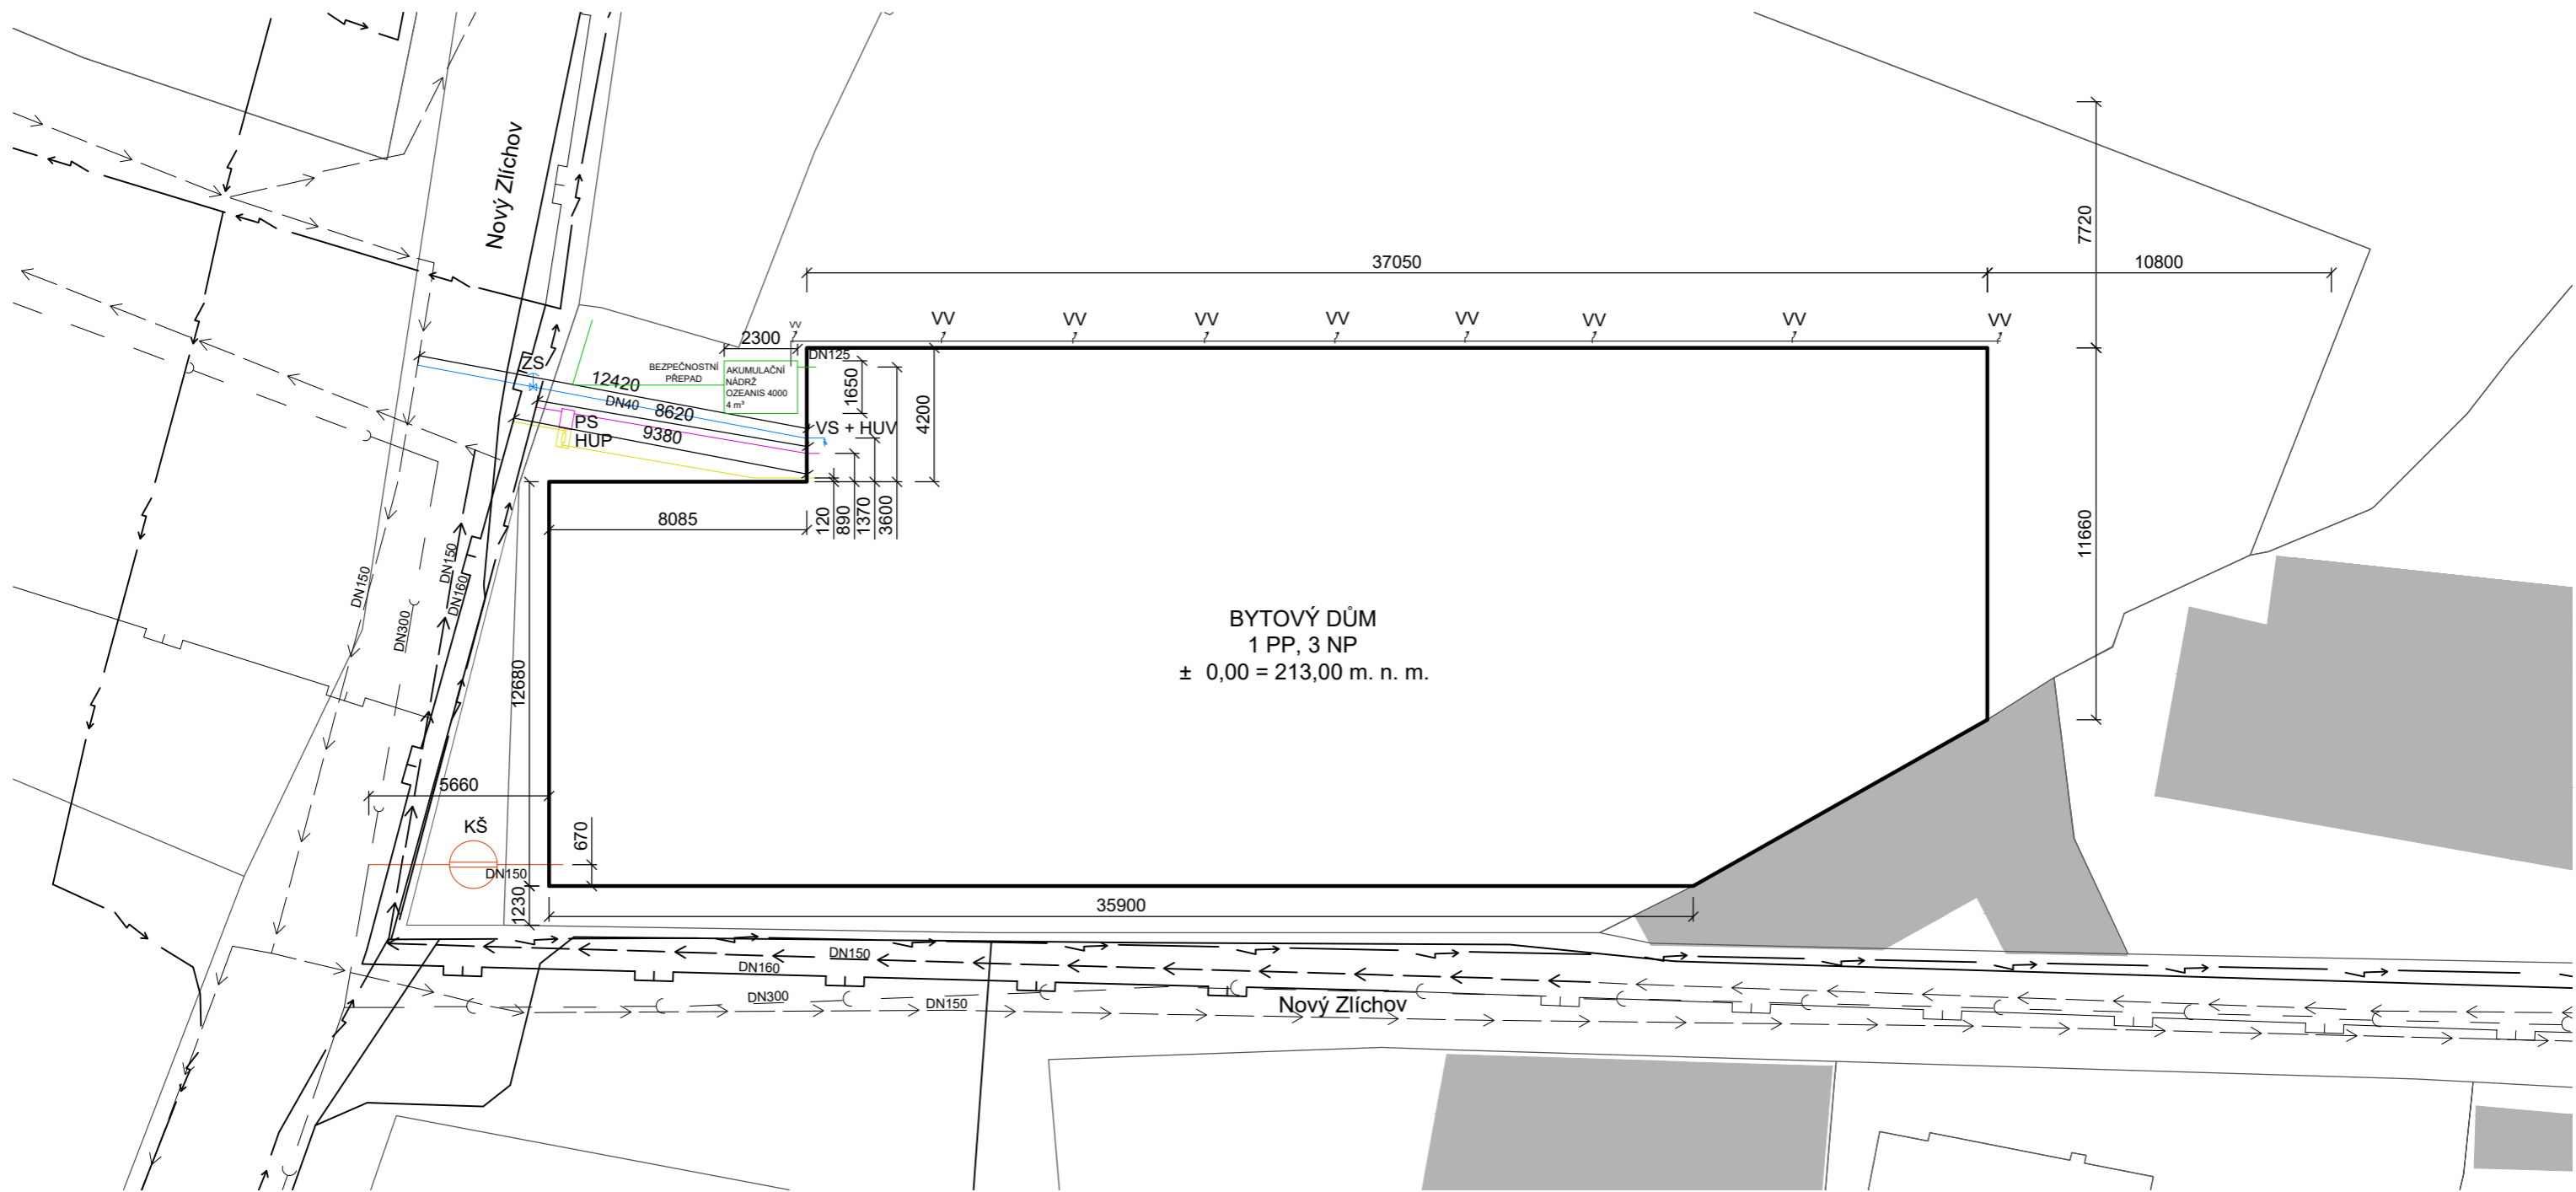 Nový Zlíchov
7720
37050
10800
VV
VV
VV
VV
VV
VV
VV
VV
VV
2300
DN125
ZS
BEZPEČNOSTNÍ
PŘEPAD
AKUMULAČNÍ
NÁDRŽ
OZEANIS 4000
4 m³
12420
DN40
8620
1650
4200
PS
HUP
9380
VS + HUV
8085
120
890
1370
3600
11660
DN150
DN300
DN150
DN160
BYTOVÝ DŮM
1 PP, 3 NP
± 0,00 = 213,00 m. n. m.
12680
5660
KŠ
670
DN150
1230
35900
DN150
DN160
DN300
DN150
Nový Zlíchov